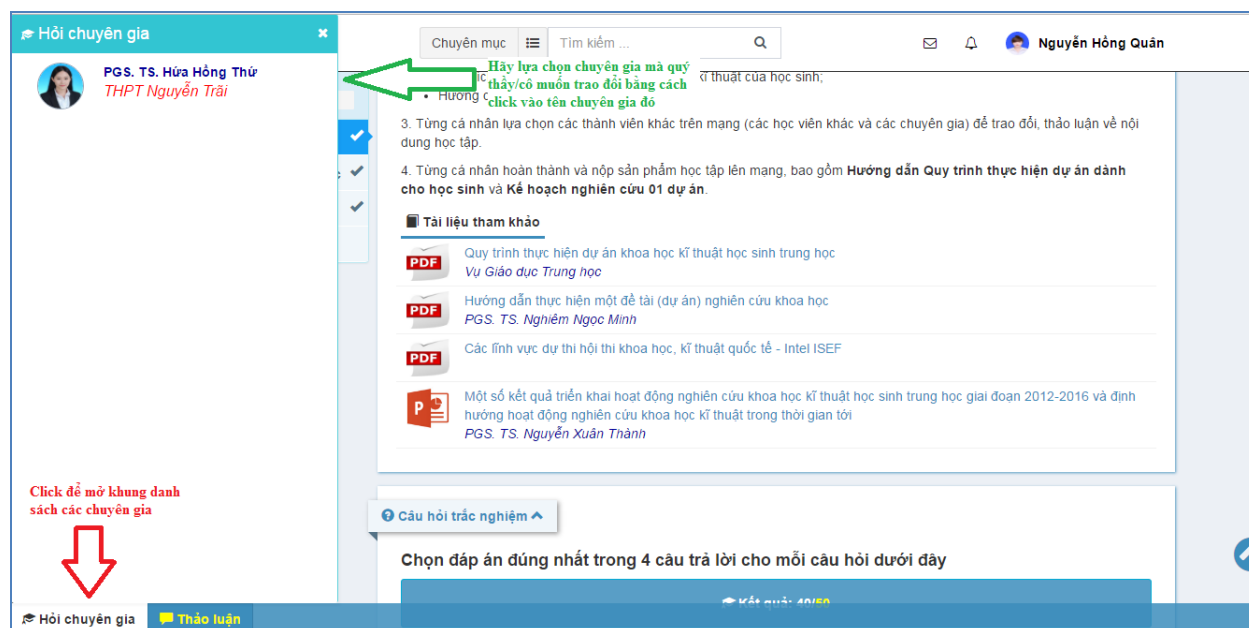 Hỏi chuyên gia
PGS. TS. Hứa Hồng Thứ
THPT Nguyễn Trãi
Chuyên mục
Tìm kiếm ...
Nguyễn Hồng Quân
Hãy lựa chọn chuyên gia mà quý
thầy/cô muốn trao đổi bằng cách
click vào tên chuyên gia đó
kĩ thuật của học sinh;
3. Từng cá nhân lựa chọn các thành viên khác trên mạng (các học viên khác và các chuyên gia) để trao đổi, thảo luận về nội
dung học tập.
4. Từng cá nhân hoàn thành và nộp sản phẩm học tập lên mạng, bao gồm Hướng dẫn Quy trình thực hiện dự án dành
cho học sinh và Kế hoạch nghiên cứu 01 dự án.
Tài liệu tham khảo
PDF
Quy trình thực hiện dự án khoa học kĩ thuật học sinh trung học
Vụ Giáo dục Trung học
PDF
Hướng dẫn thực hiện một đề tài (dự án) nghiên cứu khoa học
PGS. TS. Nghiêm Ngọc Minh
PDF
Các lĩnh vực dự thi hội thi khoa học, kĩ thuật quốc tế - Intel ISEF
P
Một số kết quả triển khai hoạt động nghiên cứu khoa học kĩ thuật học sinh trung học giai đoạn 2012-2016 và định
hướng hoạt động nghiên cứu khoa học kĩ thuật trong thời gian tới
PGS. TS. Nguyễn Xuân Thành
Click để mở khung danh
sách các chuyên gia
Câu hỏi trắc nghiệm
Chọn đáp án đúng nhất trong 4 câu trả lời cho mỗi câu hỏi dưới đây
Kết quả: 40/50
Hỏi chuyên gia
Thảo luận